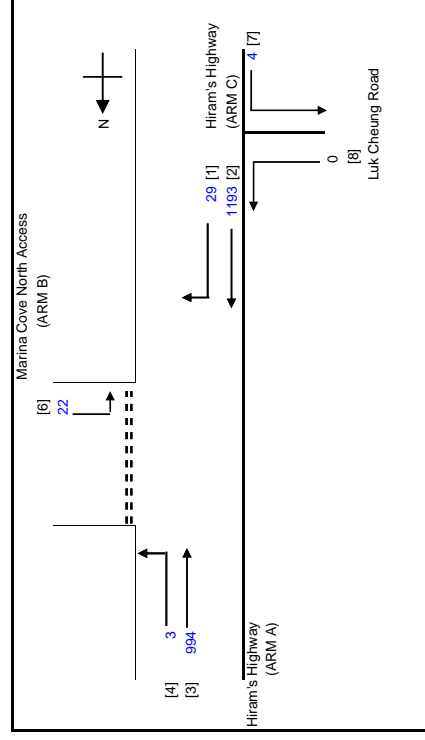 Marina Cove North Access
(ARM B)
N
Hiram's Highway
(ARM C)
4 [7]
[6]
22
29 [1]
1193 [2]
0
[8]
Luk Cheung Road
[4] 3
[3] 994
Hiram's Highway
(ARM A)